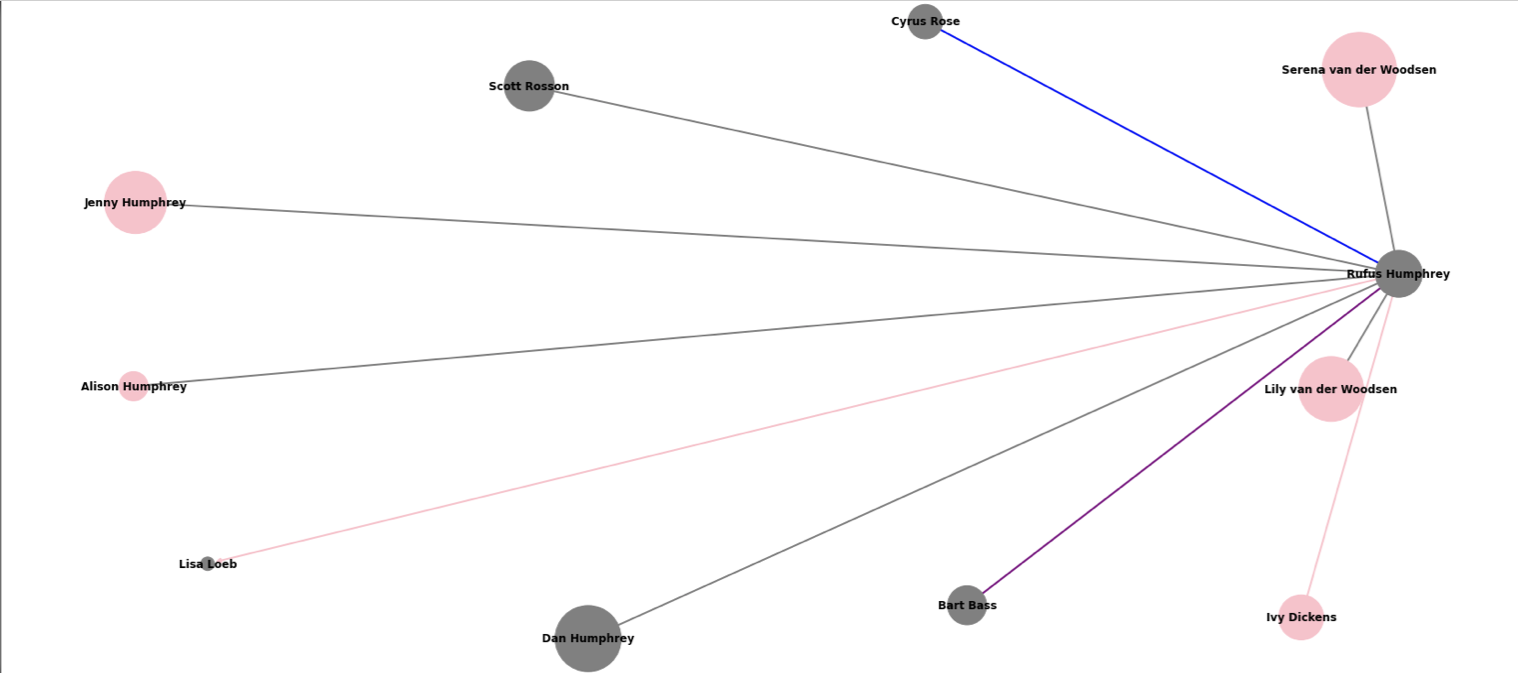 Cyrus Rose
Serena van der Woodsen
Scott Rosson
Jenny Humphrey
Rufus Humphrey
Alison Humphrey
Lily van der Woodsen
Lisa Loeb
Bart Bass
Ivy Dickens
Dan Humphrey